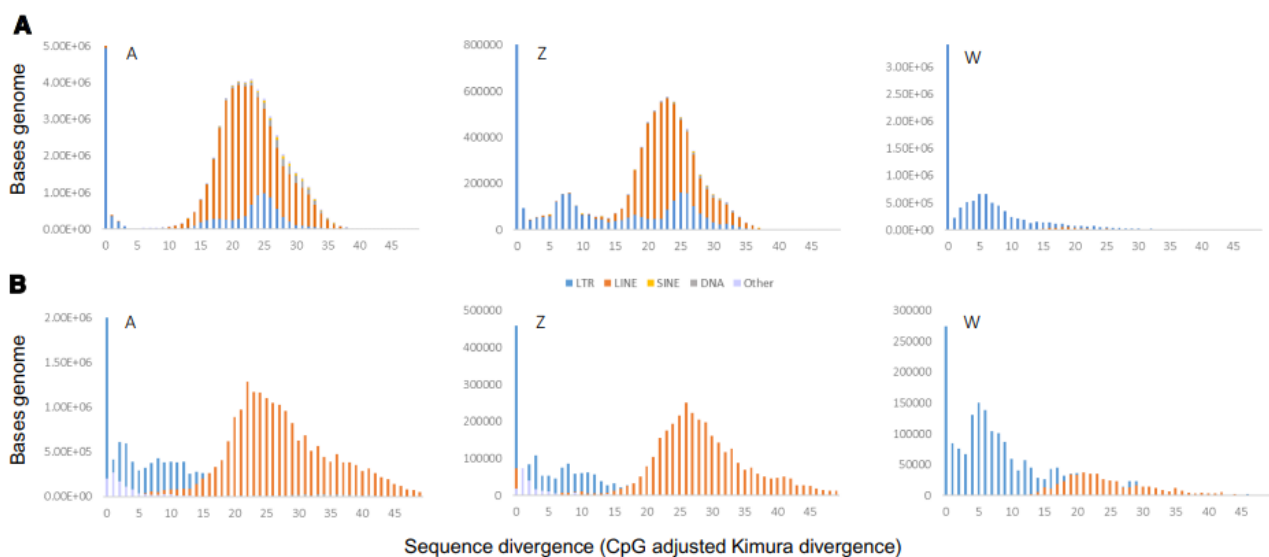 A
A
Z
W
Bases genome
5.00E+06
4.00E+06
3.00E+06
2.00E+06
1.00E+06
0.00E+00
0 5 10 15 20 25 30 35 40 45
800000
600000
400000
200000
0
0 5 10 15 20 25 30 35 40 45
3.00E+06
2.50E+06
2.00E+06
1.50E+06
1.00E+06
5.00E+06
0.00E+00
0 5 10 15 20 25 30 35 40 45
LTR LINE SINE DNA Other
B
A
Z
W
Bases genome
2.00E+06
1.50E+06
1.00E+06
5.00E+05
0.00E+00
0 5 10 15 20 25 30 35 40 45
500000
400000
300000
200000
100000
0
0 5 10 15 20 25 30 35 40 45
300000
250000
200000
150000
100000
50000
0
0 5 10 15 20 25 30 35 40 45
Sequence divergence (CpG adjusted Kimura divergence)